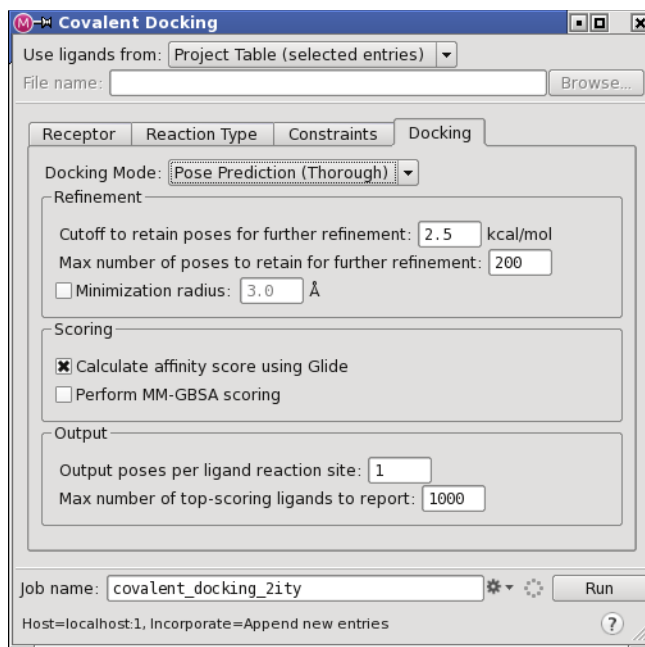 Covalent Docking
Use ligands from: Project Table (selected entries)
File name: Browse...
Receptor Reaction Type Constraints Docking
Docking Mode: Pose Prediction (Thorough)
Refinement
Cutoff to retain poses for further refinement: 2.5 kcal/mol
Max number of poses to retain for further refinement: 200
Minimization radius: 3.0 Å
Scoring
Calculate affinity score using Glide
Perform MM-GBSA scoring
Output
Output poses per ligand reaction site: 1
Max number of top-scoring ligands to report: 1000
Job name: covalent_docking_2ity Run
Host=localhost:1, Incorporate=Append new entries ?